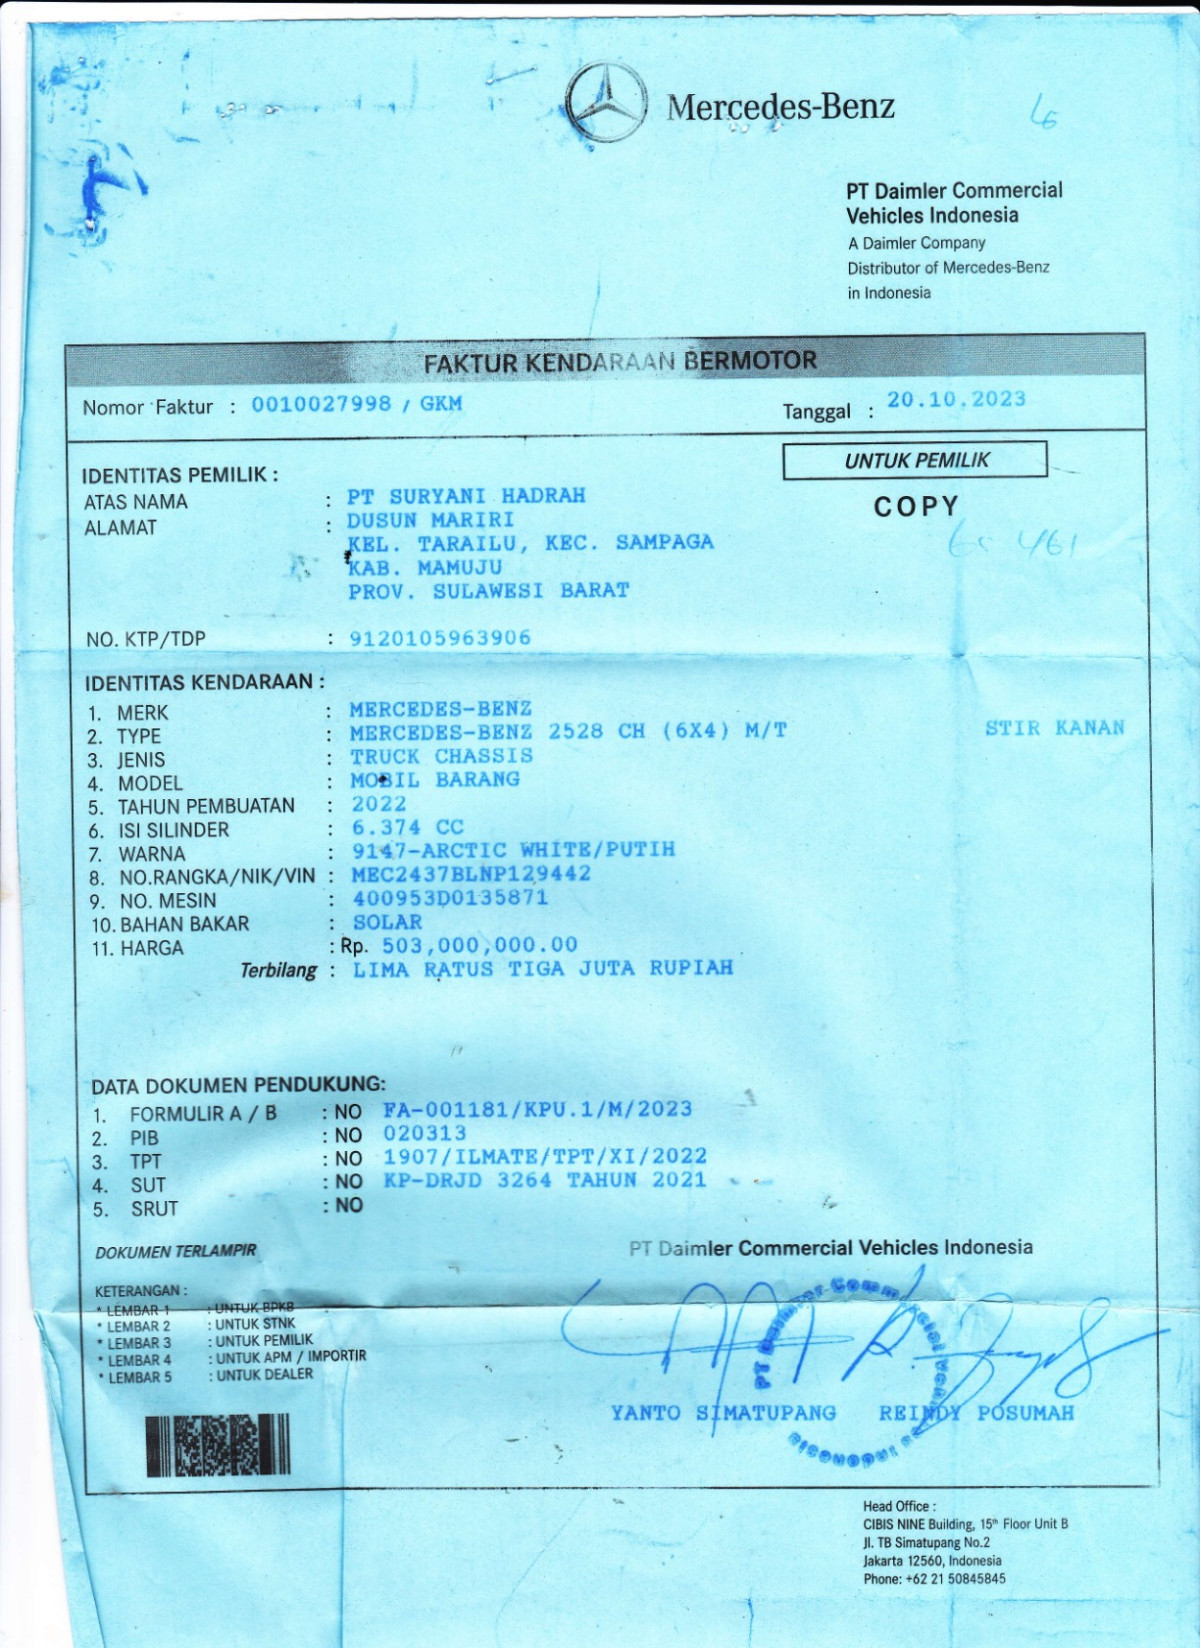 Mercedes-Benz
PT Daimler Commercial
Vehicles Indonesia
A Daimler Company
Distributor of Mercedes-Benz
in Indonesia
FAKTUR KENDARAAN BERMOTOR
Nomor Faktur : 0010027998 / GKM
Tanggal : 20.10.2023
UNTUK PEMILIK
COPY
IDENTITAS PEMILIK :
ATAS NAMA : PT SURYANI HADRAH
ALAMAT : DUSUN MARIRI
KEL. TARAILU, KEC. SAMPAGA
KAB. MAMUJU
PROV. SULAWESI BARAT
NO. KTP/TDP : 9120105963906
IDENTITAS KENDARAAN :
1. MERK : MERCEDES-BENZ
2. TYPE : MERCEDES-BENZ 2528 CH (6X4) M/T STIR KANAN
3. JENIS : TRUCK CHASSIS
4. MODEL : MOBIL BARANG
5. TAHUN PEMBUATAN : 2022
6. ISI SILINDER : 6.374 CC
7. WARNA : 9147-ARCTIC WHITE/PUTIH
8. NO.RANGKA/NIK/VIN : MEC2437BLNP129442
9. NO. MESIN : 400953D0135871
10. BAHAN BAKAR : SOLAR
11. HARGA : Rp. 503,000,000.00
Terbilang : LIMA RATUS TIGA JUTA RUPIAH
DATA DOKUMEN PENDUKUNG:
1. FORMULIR A / B : NO FA-001181/KPU.1/M/2023
2. PIB : NO 020313
3. TPT : NO 1907/ILMATE/TPT/XI/2022
4. SUT : NO KP-DRJD 3264 TAHUN 2021
5. SRUT : NO
DOKUMEN TERLAMPIR
PT Daimler Commercial Vehicles Indonesia
KETERANGAN :
* LEMBAR 1 : UNTUK BPKB
* LEMBAR 2 : UNTUK STNK
* LEMBAR 3 : UNTUK PEMILIK
* LEMBAR 4 : UNTUK APM / IMPORTIR
* LEMBAR 5 : UNTUK DEALER
YANTO SIMATUPANG REINDY POSUMAH
Head Office :
CIBIS NINE Building, 15th Floor Unit B
Jl. TB Simatupang No.2
Jakarta 12560, Indonesia
Phone: +62 21 50845845